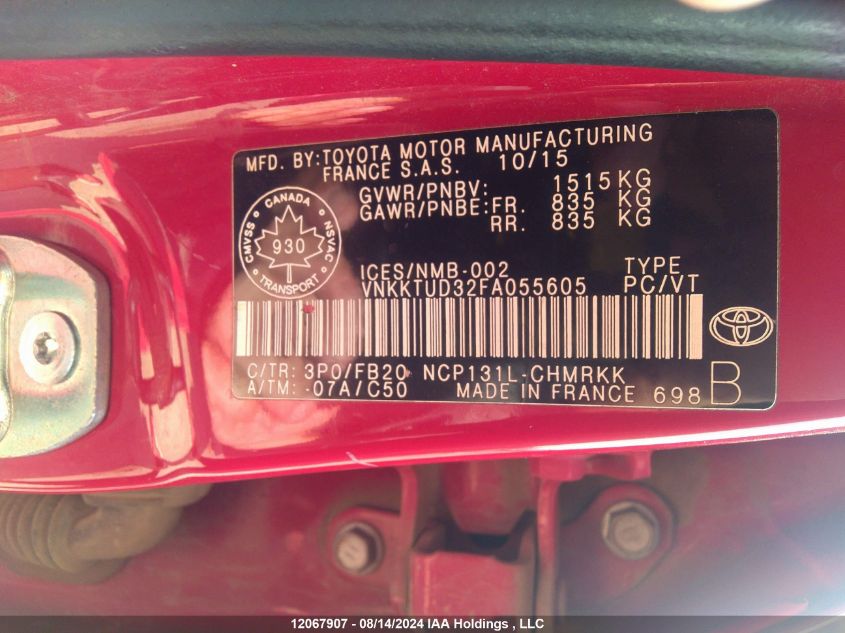 MFD. BY:TOYOTA MOTOR MANUFACTURING
FRANCE S.A.S. 10/15
GVWR/PNBV: 1515KG
GAWR/PNBE:FR. 835 KG
RR. 835 KG
CANADA
CMVSS 930 NSVAC
TRANSPORT
ICES/NMB-002 TYPE
VNKKTUD32FA055605 PC/VT
C/TR: 3P0/FB20 NCP131L-CHMRKK
A/TM: -07A/C50 MADE IN FRANCE 698 B
12067907 - 08/14/2024 IAA Holdings , LLC